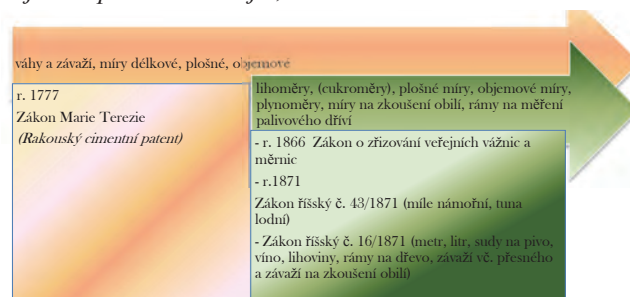 váhy a závaží, míry délkové, plošné, objemové
r. 1777
Zákon Marie Terezie
(Rakouský cimentní patent)
lihoměry, (cukroměry), plošné míry, objemové míry,
plynoměry, míry na zkoušení obilí, rámy na měření
palivového dříví
- r. 1866 Zákon o zřizování veřejních vážnic a
měrnic
- r.1871
Zákon říšský č. 43/1871 (míle námořní, tuna
lodní)
- Zákon říšský č. 16/1871 (metr, litr, sudy na pivo,
víno, lihoviny, rámy na dřevo, závaží vč. přesného
a závaží na zkoušení obilí)